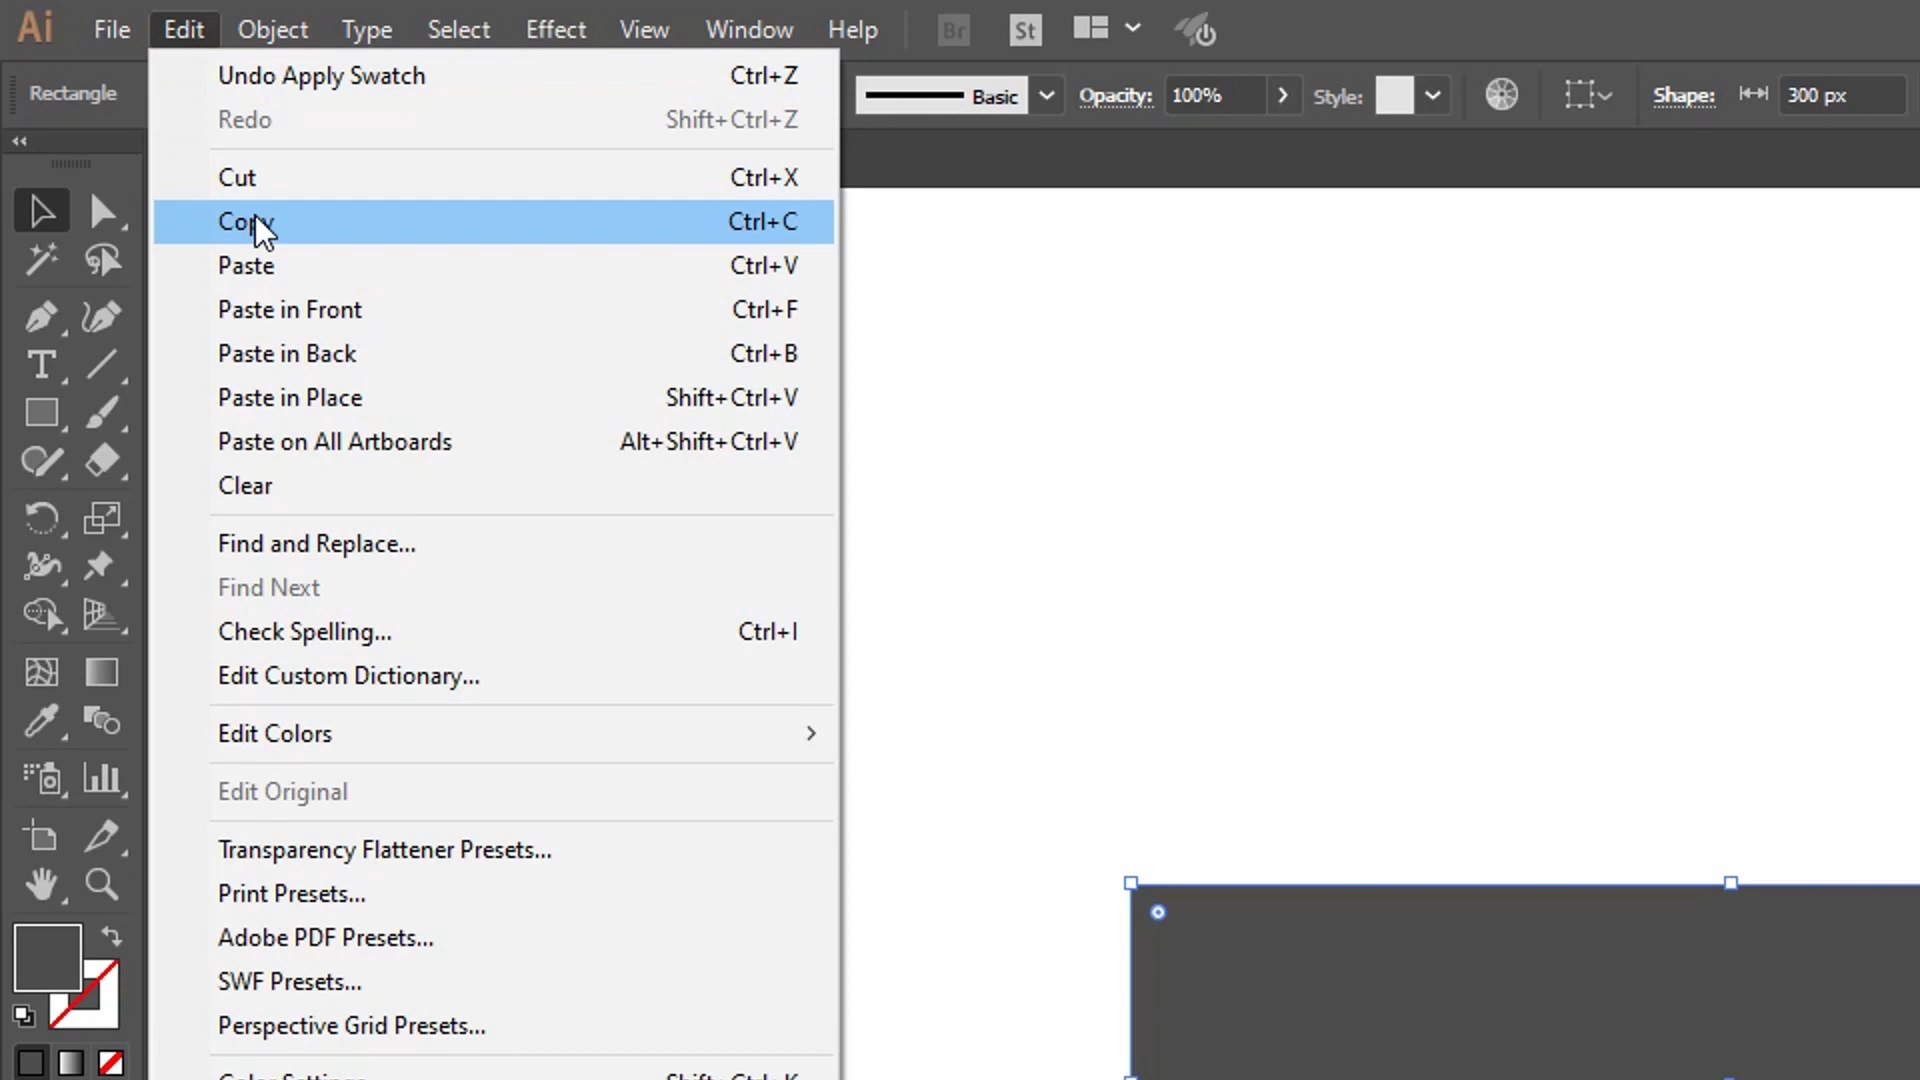 Ai File Edit Object Type Select Effect View Window Help Br St
Rectangle Basic Opacity: 100% Style: Shape: 300 px
Undo Apply Swatch Ctrl+Z
Redo Shift+Ctrl+Z
Cut Ctrl+X
Copy Ctrl+C
Paste Ctrl+V
Paste in Front Ctrl+F
Paste in Back Ctrl+B
Paste in Place Shift+Ctrl+V
Paste on All Artboards Alt+Shift+Ctrl+V
Clear
Find and Replace...
Find Next
Check Spelling... Ctrl+I
Edit Custom Dictionary...
Edit Colors
Edit Original
Transparency Flattener Presets...
Print Presets...
Adobe PDF Presets...
SWF Presets...
Perspective Grid Presets...
Color Settings... Shift+Ctrl+K